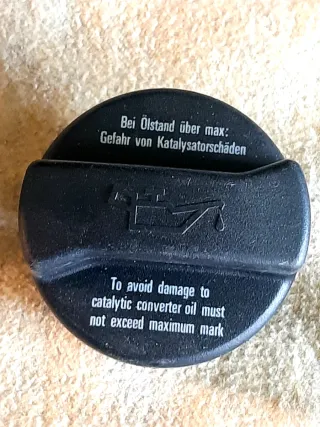 Bei Ölstand über max:
Gefahr von Katalysatorschäden
To avoid damage to
catalytic converter oil must
not exceed maximum mark